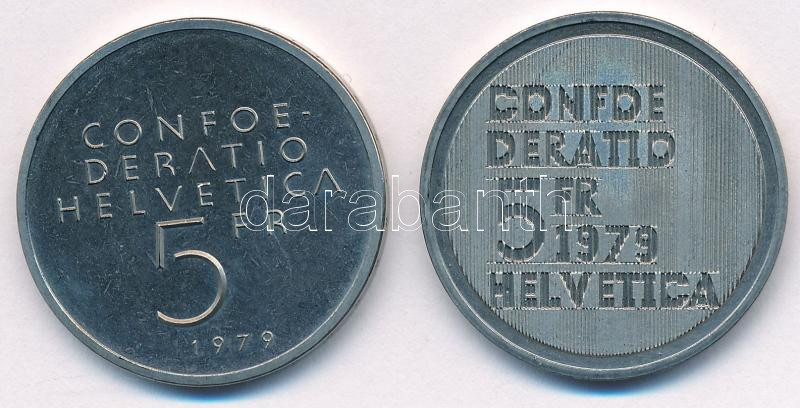 CONFOE-
DERATIO
HELVETICA
5 FR
1979
CONFOE
DERATIO
5 FR
1979
HELVETICA
darabanth